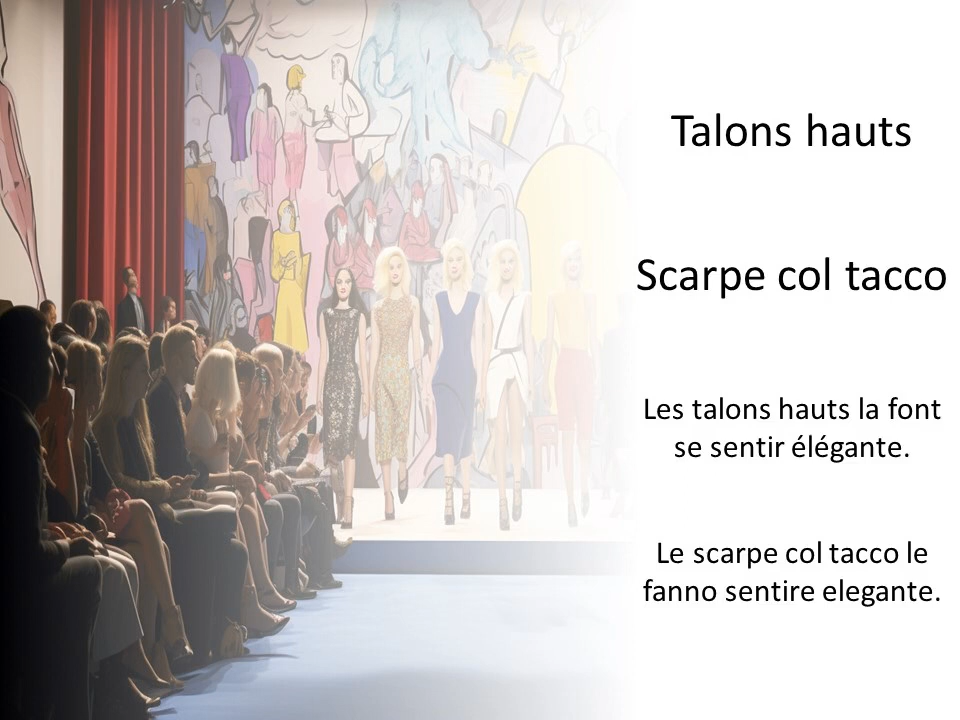 Talons hauts
Scarpe col tacco
Les talons hauts la font
se sentir élégante.
Le scarpe col tacco le
fanno sentire elegante.